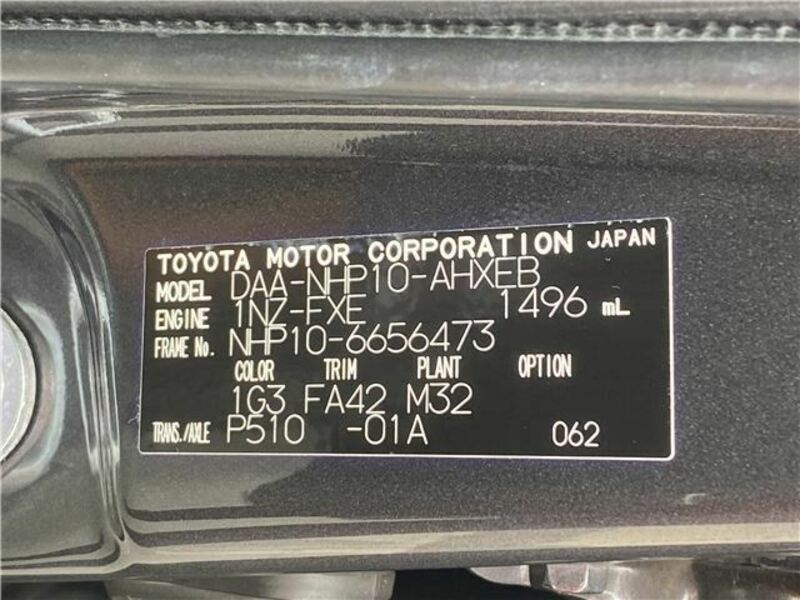 TOYOTA MOTOR CORPORATION JAPAN
MODEL DAA-NHP10-AHXEB
ENGINE 1NZ-FXE 1496 mL
FRAME No. NHP10-6656473
COLOR TRIM PLANT OPTION
1G3 FA42 M32
TRANS./AXLE P510 -01A 062